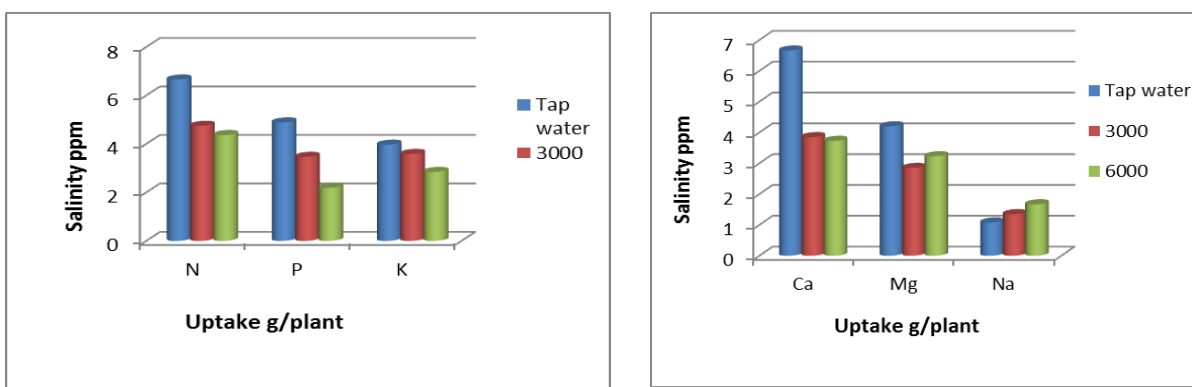 8
6
4
2
0
Salinity ppm
N P K
Uptake g/plant
Tap
water
3000
7
6
5
4
3
2
1
0
Salinity ppm
Ca Mg Na
Uptake g/plant
Tap water
3000
6000